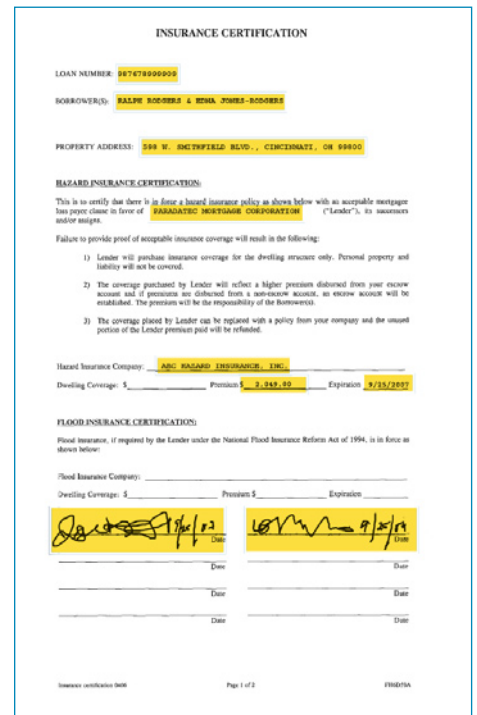 INSURANCE CERTIFICATION
LOAN NUMBER: 987678999909
BORROWER(S): RALPH RODGERS & EDNA JONES-RODGERS
PROPERTY ADDRESS: 598 W. SMITHFIELD BLVD., CINCINNATI, OH 99800
HAZARD INSURANCE CERTIFICATION:
This is to certify that there is in force a hazard insurance policy as shown below with an acceptable mortgagee
loss payee clause in favor of PARADATEC MORTGAGE CORPORATION ("Lender"), its successors
and/or assigns.
Failure to provide proof of acceptable insurance coverage will result in the following:
1) Lender will purchase insurance coverage for the dwelling structure only. Personal property and
liability will not be covered.
2) The coverage purchased by Lender will reflect a higher premium disbursed from your escrow
account and if premiums are disbursed from a non-escrow account, an escrow account will be
established. The premium will be the responsibility of the Borrower(s).
3) The coverage placed by Lender can be replaced with a policy from your company and the unused
portion of the Lender premium paid will be refunded.
Hazard Insurance Company: ABC HAZARD INSURANCE, INC.
Dwelling Coverage: $ Premium $ 2,049.00 Expiration 9/25/2007
FLOOD INSURANCE CERTIFICATION:
Flood insurance, if required by the Lender under the National Flood Insurance Reform Act of 1994, is in force as
shown below:
Flood Insurance Company:
Dwelling Coverage: $ Premium $ Expiration
Date Date
Date Date
Date Date
Date Date
Insurance certification 0406 Page 1 of 2